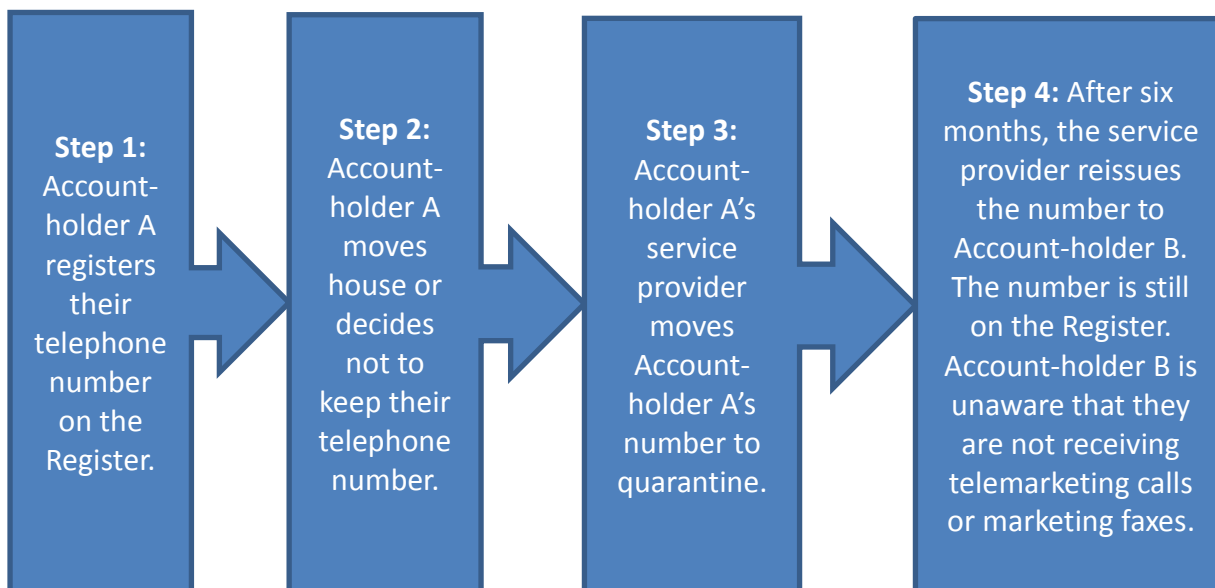 Step 1:
Account-
holder A
registers
their
telephone
number
on the
Register.
Step 2:
Account-
holder A
moves
house or
decides
not to
keep their
telephone
number.
Step 3:
Account-
holder A’s
service
provider
moves
Account-
holder A’s
number to
quarantine.
Step 4: After six
months, the service
provider reissues
the number to
Account-holder B.
The number is still
on the Register.
Account-holder B is
unaware that they
are not receiving
telemarketing calls
or marketing faxes.